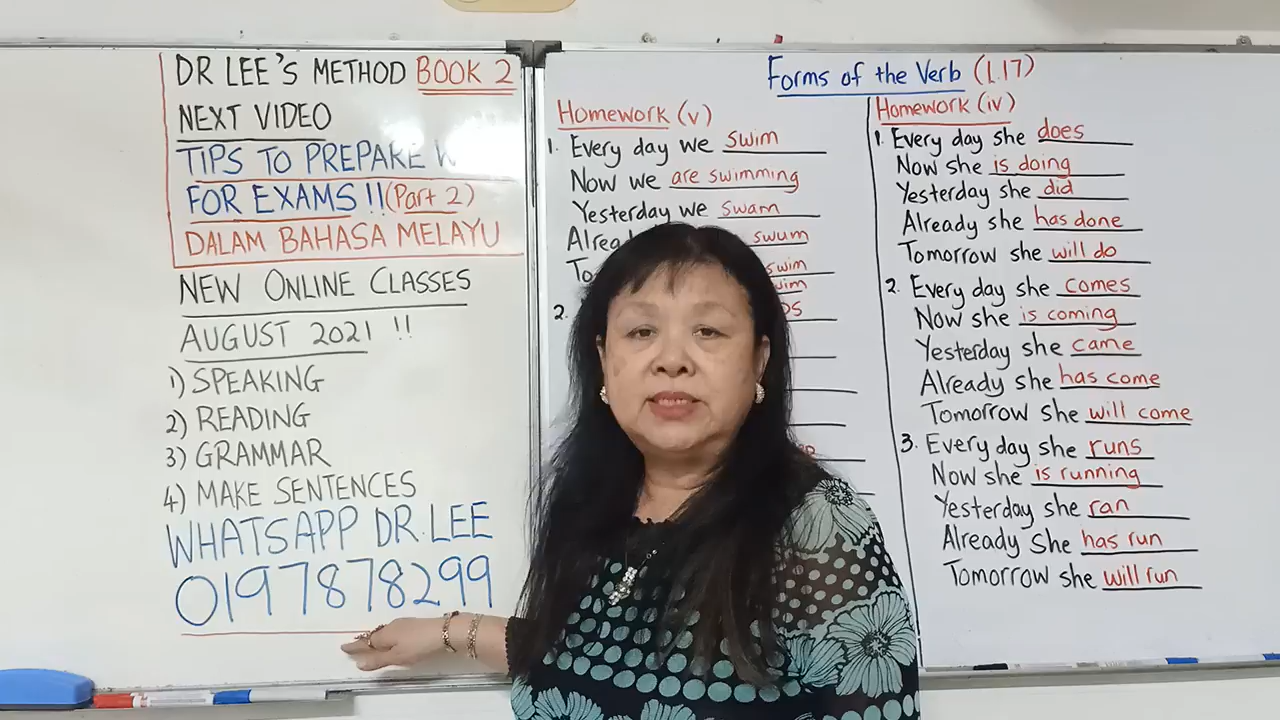 DR LEE'S METHOD BOOK 2
NEXT VIDEO
TIPS TO PREPARE
FOR EXAMS !! (Part 2)
DALAM BAHASA MELAYU
NEW ONLINE CLASSES
AUGUST 2021 !!
1) SPEAKING
2) READING
3) GRAMMAR
4) MAKE SENTENCES
WHATSAPP DR. LEE
0197878299
Forms of the Verb (1.17)
Homework (v)
1. Every day we swim
Now we are swimming
Yesterday we swam
swum
swim
2.
Homework (iv)
1. Every day she does
Now she is doing
Yesterday she did
Already she has done
Tomorrow she will do
2. Every day she comes
Now she is coming
Yesterday she came
Already she has come
Tomorrow she will come
3. Every day she runs
Now she is running
Yesterday she ran
Already she has run
Tomorrow she will run